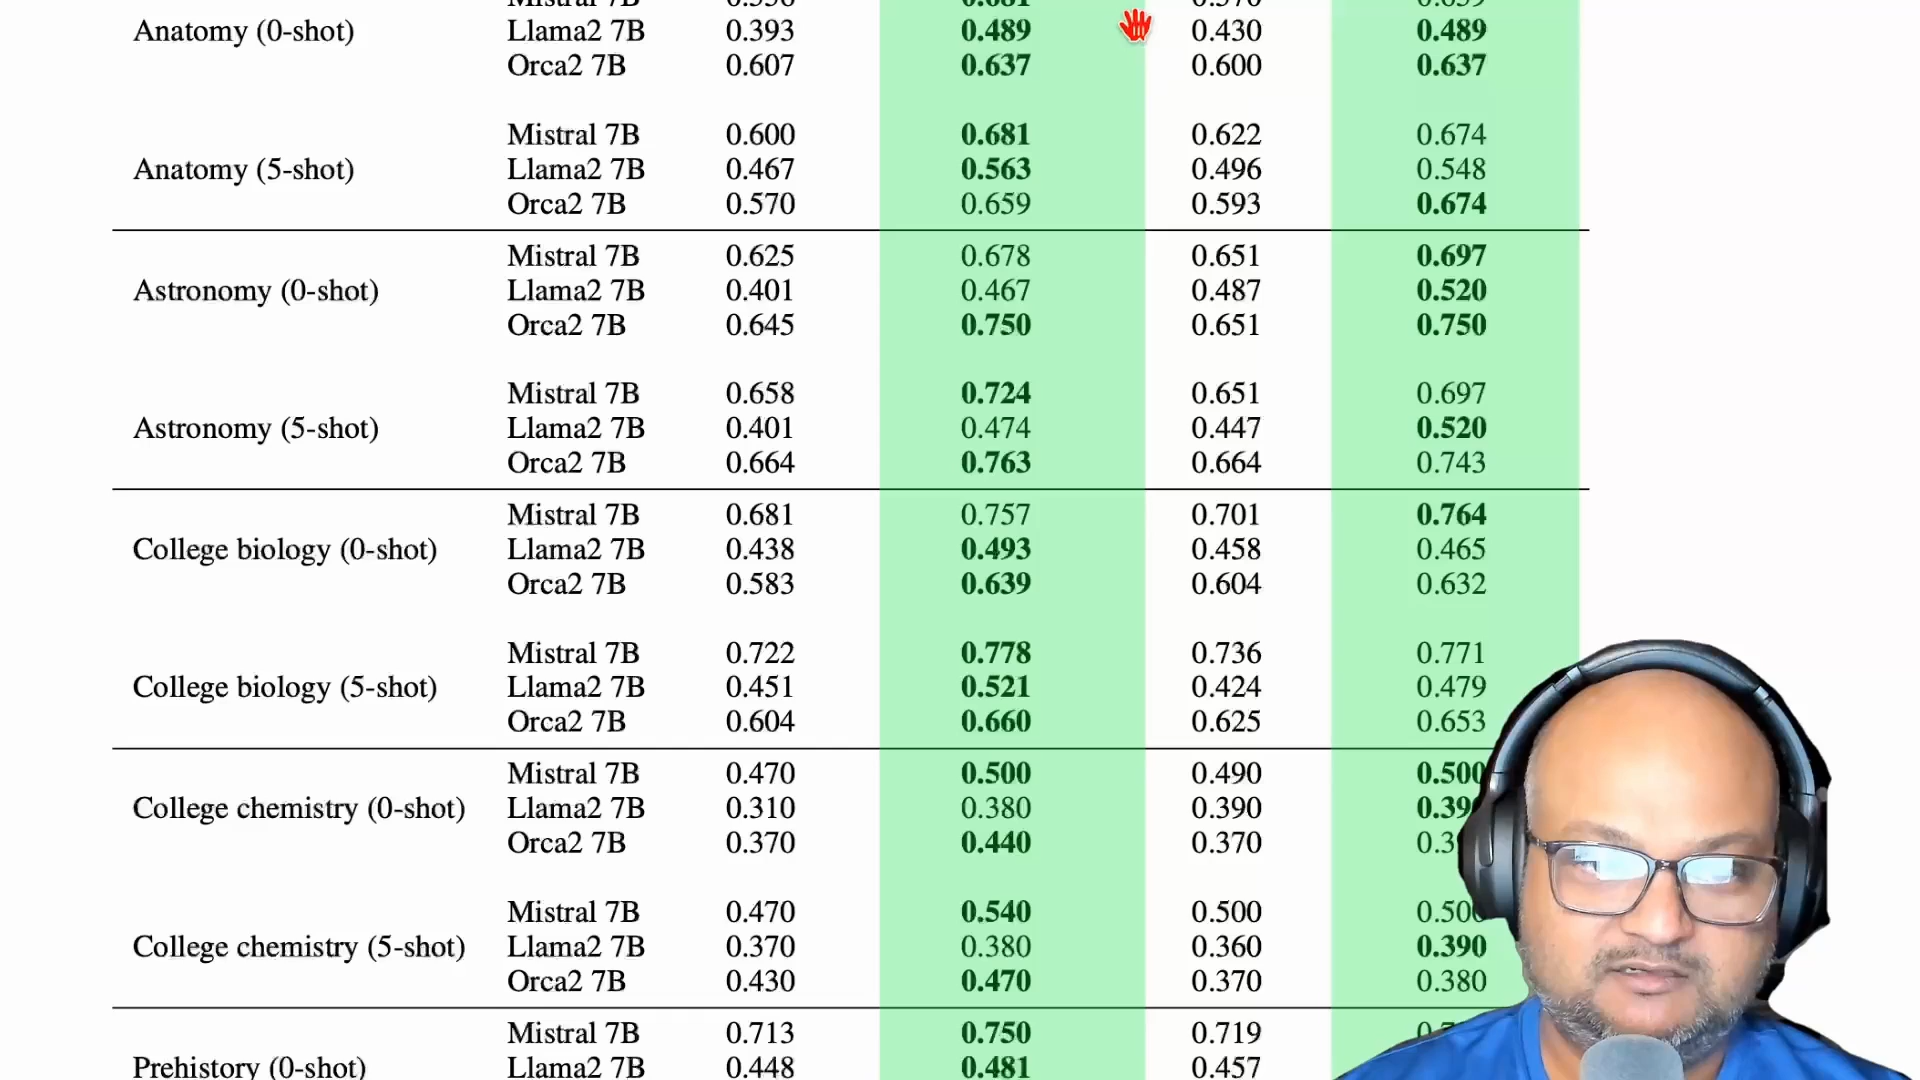 Anatomy (0-shot) Llama2 7B 0.393 0.489 0.430 0.489
Orca2 7B 0.607 0.637 0.600 0.637
Mistral 7B 0.600 0.681 0.622 0.674
Anatomy (5-shot) Llama2 7B 0.467 0.563 0.496 0.548
Orca2 7B 0.570 0.659 0.593 0.674
Mistral 7B 0.625 0.678 0.651 0.697
Astronomy (0-shot) Llama2 7B 0.401 0.467 0.487 0.520
Orca2 7B 0.645 0.750 0.651 0.750
Mistral 7B 0.658 0.724 0.651 0.697
Astronomy (5-shot) Llama2 7B 0.401 0.474 0.447 0.520
Orca2 7B 0.664 0.763 0.664 0.743
Mistral 7B 0.681 0.757 0.701 0.764
College biology (0-shot) Llama2 7B 0.438 0.493 0.458 0.465
Orca2 7B 0.583 0.639 0.604 0.632
Mistral 7B 0.722 0.778 0.736 0.771
College biology (5-shot) Llama2 7B 0.451 0.521 0.424 0.479
Orca2 7B 0.604 0.660 0.625 0.653
Mistral 7B 0.470 0.500 0.490 0.500
College chemistry (0-shot) Llama2 7B 0.310 0.380 0.390
Orca2 7B 0.370 0.440 0.370
Mistral 7B 0.470 0.540 0.500 0.500
College chemistry (5-shot) Llama2 7B 0.370 0.380 0.360 0.390
Orca2 7B 0.430 0.470 0.370 0.380
Mistral 7B 0.713 0.750 0.719
Prehistory (0-shot) Llama2 7B 0.448 0.481 0.457